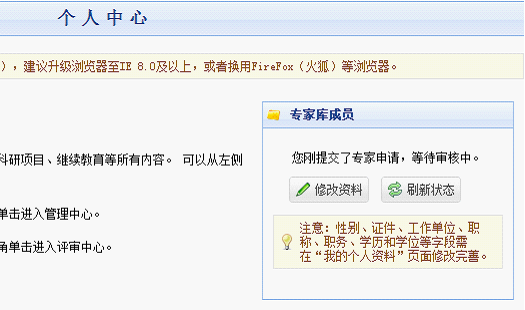 个人中心
），建议升级浏览器至IE 8.0及以上，或者换用FireFox（火狐）等浏览器。
专家库成员
科研项目、继续教育等所有内容。 可以从左侧
您刚提交了专家申请，等待审核中。
修改资料 刷新状态
单击进入管理中心。
注意：性别、证件、工作单位、职
称、职务、学历和学位等字段需
在“我的个人资料”页面修改完善。
角单击进入评审中心。